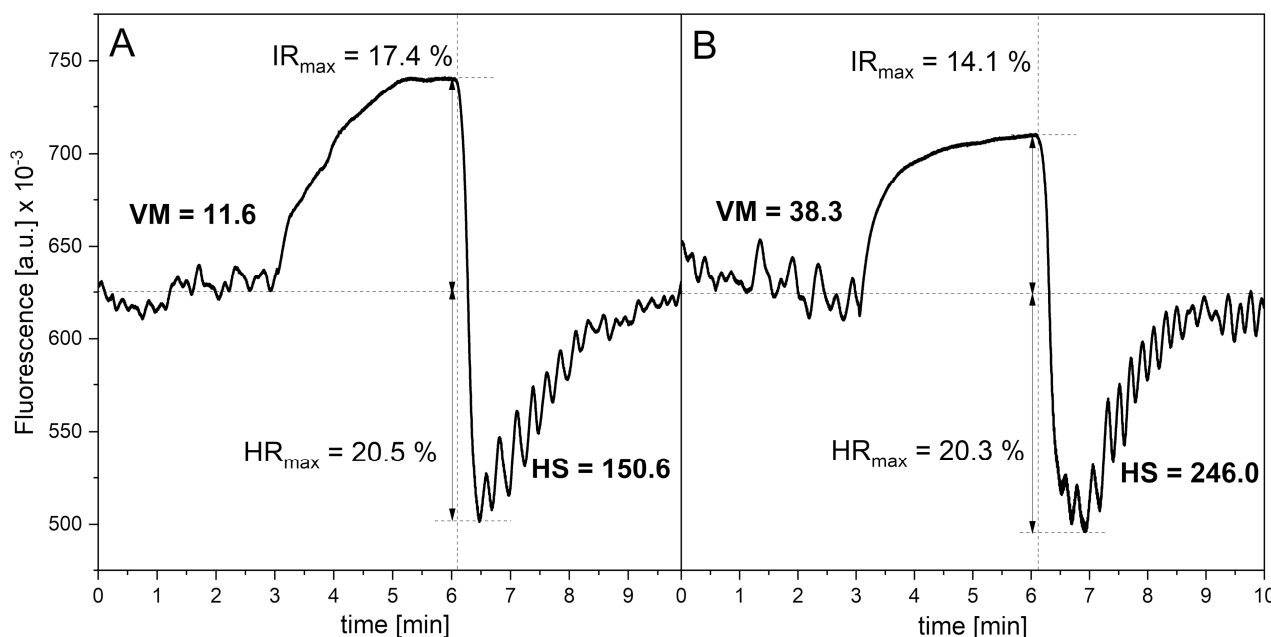 A
IRmax = 17.4 %
VM = 11.6
HRmax = 20.5 %
HS = 150.6
B
IRmax = 14.1 %
VM = 38.3
HRmax = 20.3 %
HS = 246.0
Fluorescence [a.u.] x 10⁻³
750
700
650
600
550
500
0 1 2 3 4 5 6 7 8 9
0 1 2 3 4 5 6 7 8 9 10
time [min]
time [min]